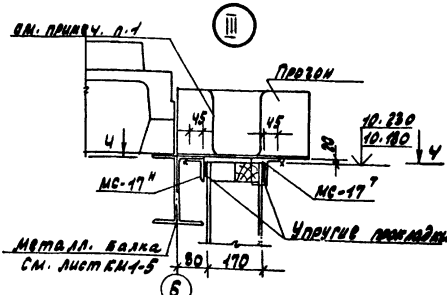 III
см. примеч. п.1
Прогон
45
45
10.230
10.180
20
4
4
МС-17н
МС-17т
Упругие прокладки
Металл. балка
См. лист КМ1-5
80
170
Б